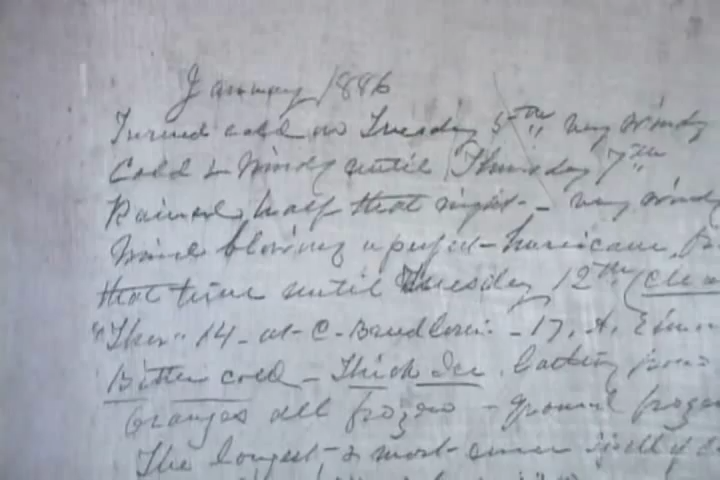 January 1886
Turned cold on Tuesday 5th, very windy
Cold & Windy until Thursday 7th
Rained half that night - very windy
Wind blowing a perfect hurricane,
that time until Tuesday 12th
"Ther" 14 - at C. - 17, A.
Bitter cold - Thick Ice, lasting
Oranges all frozen - ground
The longest & most